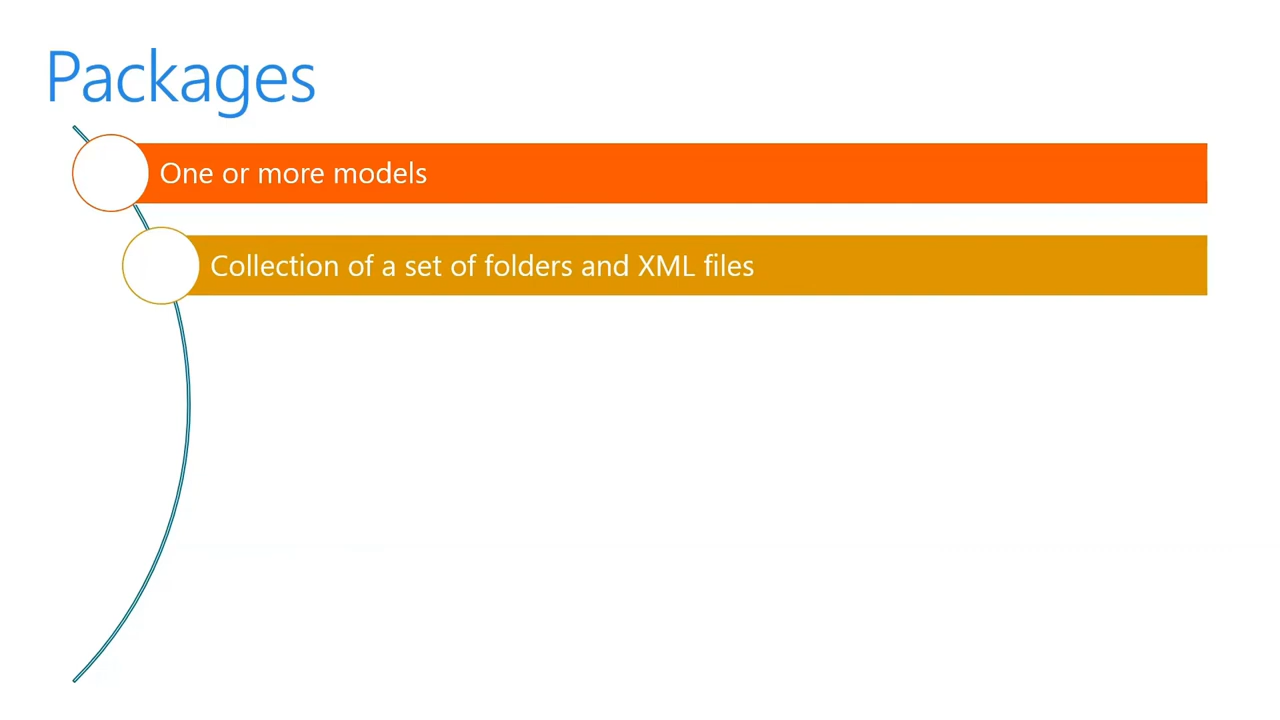 Packages
One or more models
Collection of a set of folders and XML files